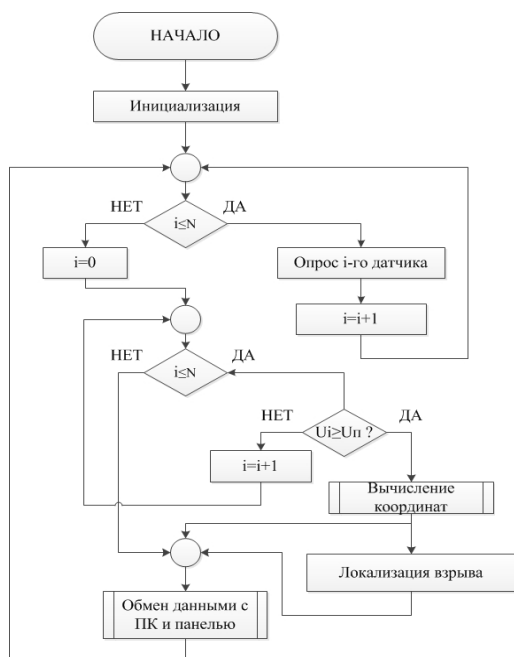 НАЧАЛО
Инициализация
НЕТ
ДА
i≤N
i=0
Опрос i-го датчика
i=i+1
НЕТ
ДА
i≤N
НЕТ
ДА
Ui≥Uп ?
i=i+1
Вычисление
координат
Локализация взрыва
Обмен данными с
ПК и панелью